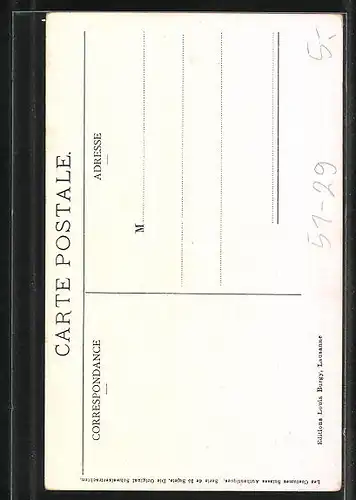 CARTE POSTALE.
CORRESPONDANCE
ADRESSE
M
Editions Louis Burgy, Lausanne
Les Costumes Suisses Authentiques. Serie de 25 Sujets. Die Original Schweizertrachten.
51-29
5.-